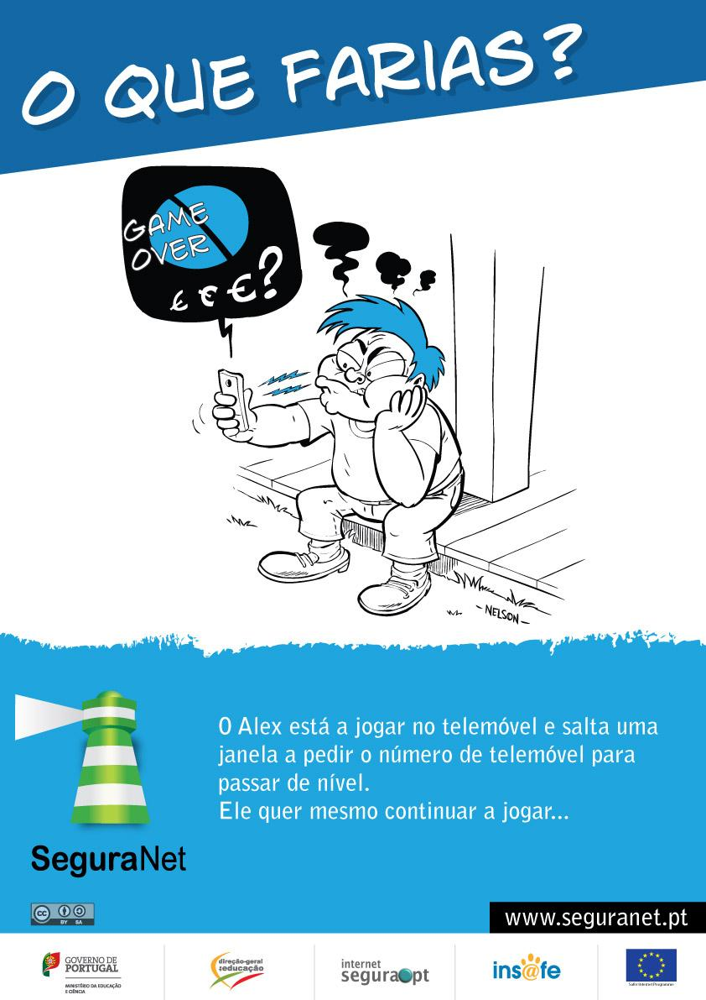 O QUE FARIAS?
GAME
OVER
€ € €?
-NELSON-
O Alex está a jogar no telemóvel e salta uma
janela a pedir o número de telemóvel para
passar de nível.
Ele quer mesmo continuar a jogar...
SeguraNet
cc
BY SA
www.seguranet.pt
GOVERNO DE
PORTUGAL
MINISTÉRIO DA EDUCAÇÃO
E CIÊNCIA
direção-geral
da educação
internet
segura.pt
ins@fe
Safer Internet Programme